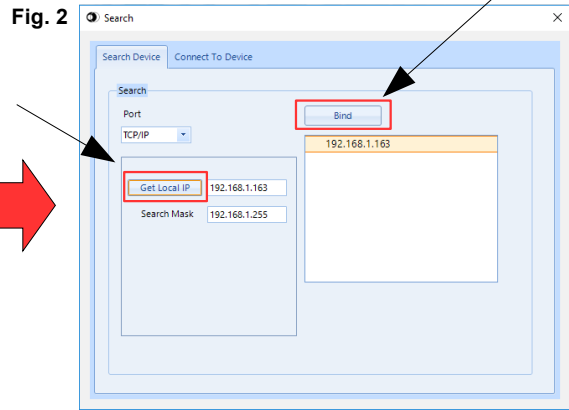 Fig. 2
Search
Search Device Connect To Device
Search
Port
TCP/IP
Bind
192.168.1.163
Get Local IP 192.168.1.163
Search Mask 192.168.1.255